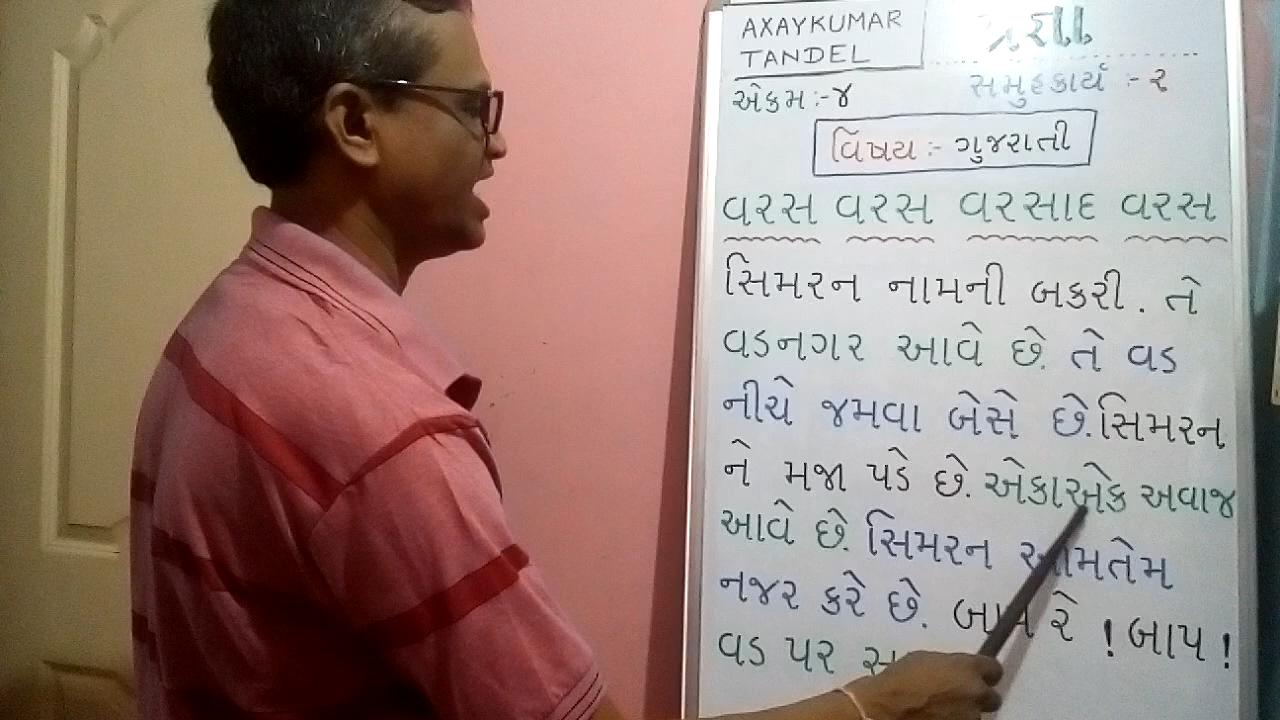 AXAYKUMAR
TANDEL
એકમ :- ૪
સમુહકાર્ય :- ૨
વિષય :- ગુજરાતી
વરસ વરસ વરસાદ વરસ
સિમરન નામની બકરી. તે
વડનગર આવે છે. તે વડ
નીચે જમવા બેસે છે. સિમરન
ને મજા પડે છે. એકાએક અવાજ
આવે છે. સિમરન આમતેમ
નજર કરે છે. બાપ રે ! બાપ !
વડ પર